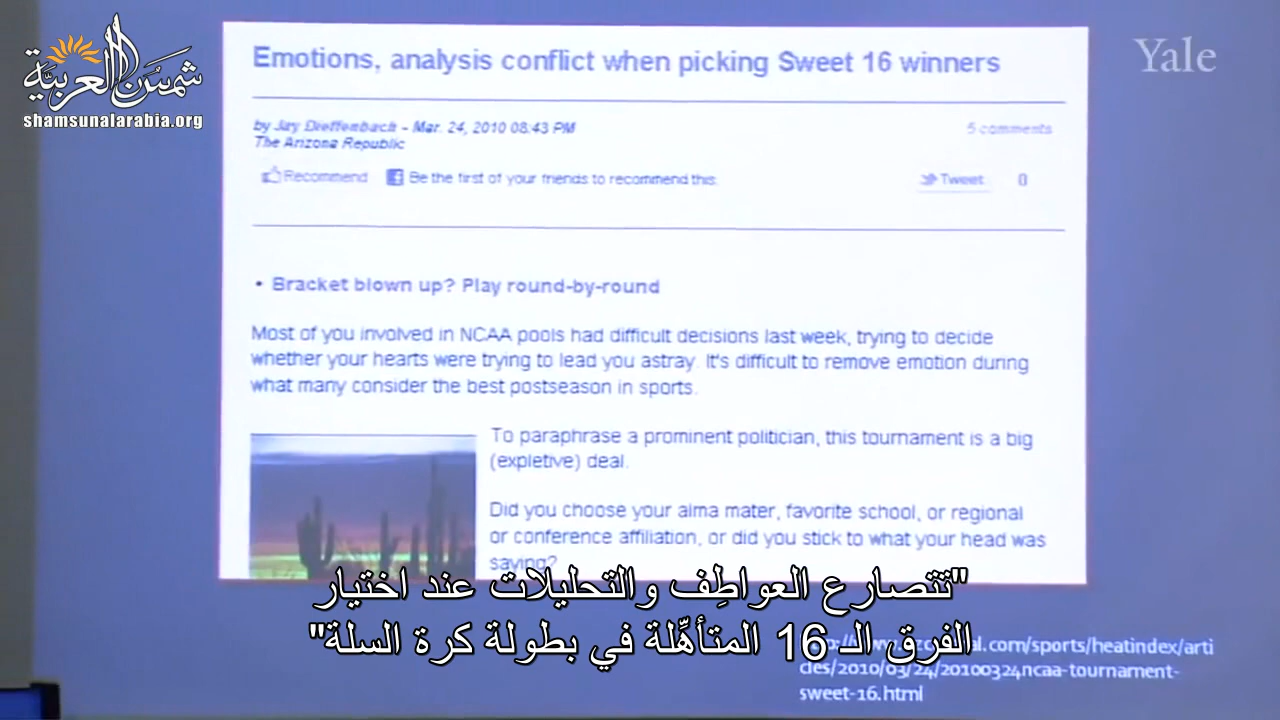 شمس العربية
shamsunalarabia.org
Yale
Emotions, analysis conflict when picking Sweet 16 winners
by Jay Dieffenbach - Mar. 24, 2010 08:43 PM
5 comments
The Arizona Republic
Recommend
Be the first of your friends to recommend this.
Tweet
0
• Bracket blown up? Play round-by-round
Most of you involved in NCAA pools had difficult decisions last week, trying to decide
whether your hearts were trying to lead you astray. It's difficult to remove emotion during
what many consider the best postseason in sports.
To paraphrase a prominent politician, this tournament is a big
(expletive) deal.
Did you choose your alma mater, favorite school, or regional
or conference affiliation, or did you stick to what your head was
saying?
"تتصارع العواطِف والتحليلات عند اختيار
الفرق الـ 16 المتأهِّلة في بطولة كرة السلة"
al.com/sports/heatindex/arti
cles/2010/03/24/20100324ncaa-tournament-
sweet-16.html